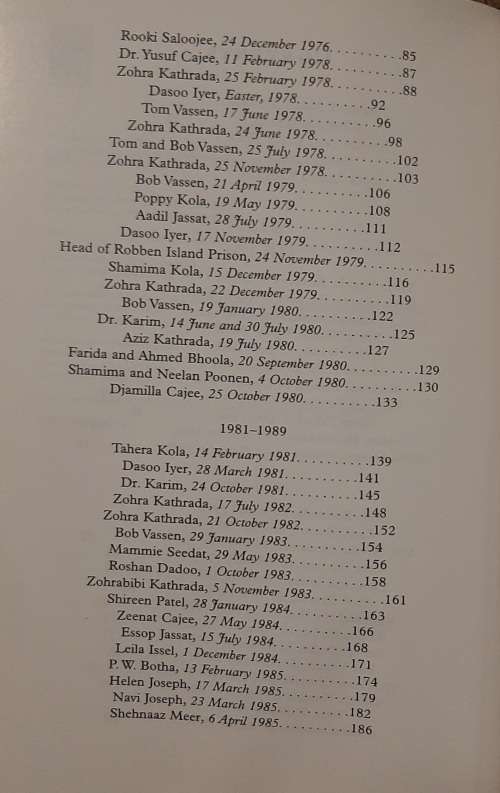 Rooki Saloojee, 24 December 1976. . . . . . . . . .85
Dr. Yusuf Cajee, 11 February 1978. . . . . . . . . .87
Zohra Kathrada, 25 February 1978. . . . . . . . . .88
Dasoo Iyer, Easter, 1978. . . . . . . . . .92
Tom Vassen, 17 June 1978. . . . . . . . . .96
Zohra Kathrada, 24 June 1978. . . . . . . . . .98
Tom and Bob Vassen, 25 July 1978. . . . . . . . . .102
Zohra Kathrada, 25 November 1978. . . . . . . . . .103
Bob Vassen, 21 April 1979. . . . . . . . . .106
Poppy Kola, 19 May 1979. . . . . . . . . .108
Aadil Jassat, 28 July 1979. . . . . . . . . .111
Dasoo Iyer, 17 November 1979. . . . . . . . . .112
Head of Robben Island Prison, 24 November 1979. . . . . . . . . .115
Shamima Kola, 15 December 1979. . . . . . . . . .116
Zohra Kathrada, 22 December 1979. . . . . . . . . .119
Bob Vassen, 19 January 1980. . . . . . . . . .122
Dr. Karim, 14 June and 30 July 1980. . . . . . . . . .125
Aziz Kathrada, 19 July 1980. . . . . . . . . .127
Farida and Ahmed Bhoola, 20 September 1980. . . . . . . . . .129
Shamima and Neelan Poonen, 4 October 1980. . . . . . . . . .130
Djamilla Cajee, 25 October 1980. . . . . . . . . .133
1981–1989
Tahera Kola, 14 February 1981. . . . . . . . . .139
Dasoo Iyer, 28 March 1981. . . . . . . . . .141
Dr. Karim, 24 October 1981. . . . . . . . . .145
Zohra Kathrada, 17 July 1982. . . . . . . . . .148
Zohra Kathrada, 21 October 1982. . . . . . . . . .152
Bob Vassen, 29 January 1983. . . . . . . . . .154
Mammie Seedat, 29 May 1983. . . . . . . . . .156
Roshan Dadoo, 1 October 1983. . . . . . . . . .158
Zohrabibi Kathrada, 5 November 1983. . . . . . . . . .161
Shireen Patel, 28 January 1984. . . . . . . . . .163
Zeenat Cajee, 27 May 1984. . . . . . . . . .166
Essop Jassat, 15 July 1984. . . . . . . . . .168
Leila Issel, 1 December 1984. . . . . . . . . .171
P. W. Botha, 13 February 1985. . . . . . . . . .174
Helen Joseph, 17 March 1985. . . . . . . . . .179
Navi Joseph, 23 March 1985. . . . . . . . . .182
Shehnaaz Meer, 6 April 1985. . . . . . . . . .186